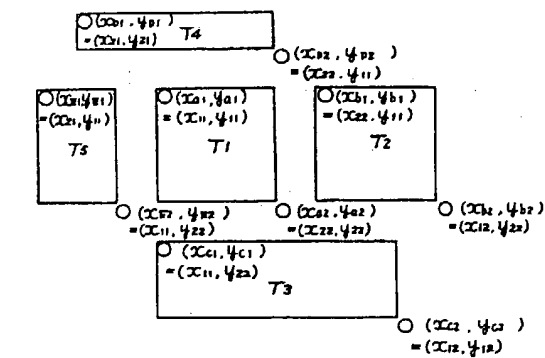 (xD1, yD1)
=(x21, y21) T4
(xD2, yD2)
=(x22, y11)
(xE1, yE1)
=(x21, y11)
T5
(xa1, ya1)
=(x11, y11)
T1
(xb1, yb1)
=(x22, y11)
T2
(xE2, yE2)
=(x11, y22)
(xa2, ya2)
=(x22, y22)
(xb2, yb2)
=(x12, y22)
(xc1, yc1)
=(x11, y22)
T3
(xc2, yc2)
=(x12, y12)